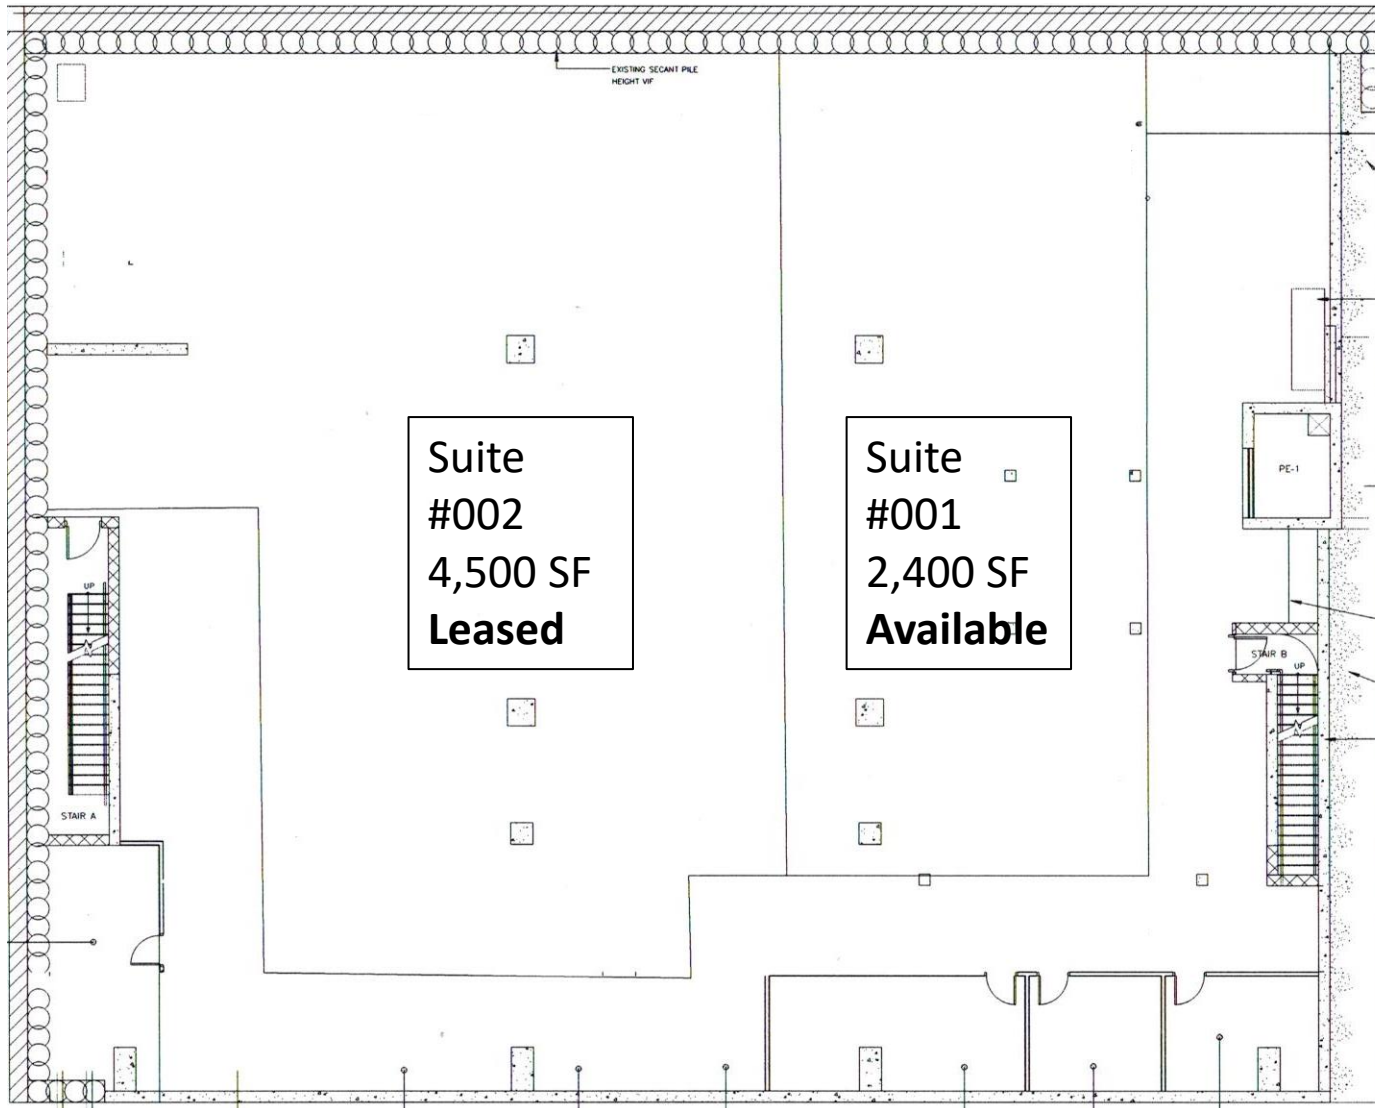 EXISTING SECANT PILE
HEIGHT VIF
Suite
#002
4,500 SF
Leased
Suite
#001
2,400 SF
Available
PE-1
UP
STAIR A
STAIR B
UP